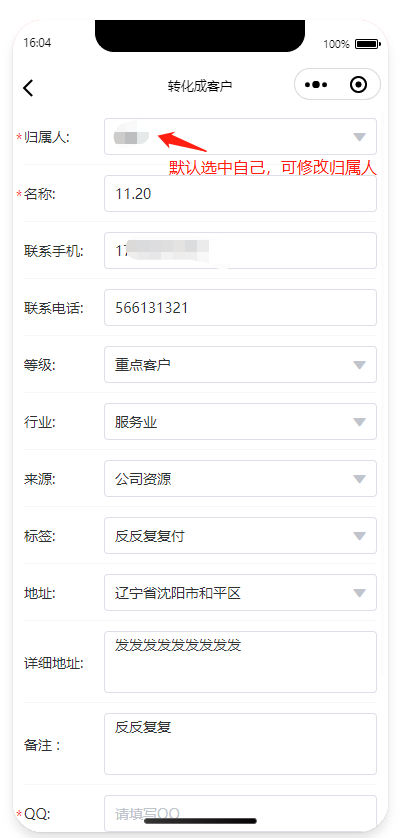 16:04
100%
转化成客户
*归属人:
默认选中自己，可修改归属人
*名称: 11.20
联系手机: 17
联系电话: 566131321
等级: 重点客户
行业: 服务业
来源: 公司资源
标签: 反反复复付
地址: 辽宁省沈阳市和平区
详细地址: 发发发发发发发发发
备注： 反反复复
*QQ: 请填写QQ